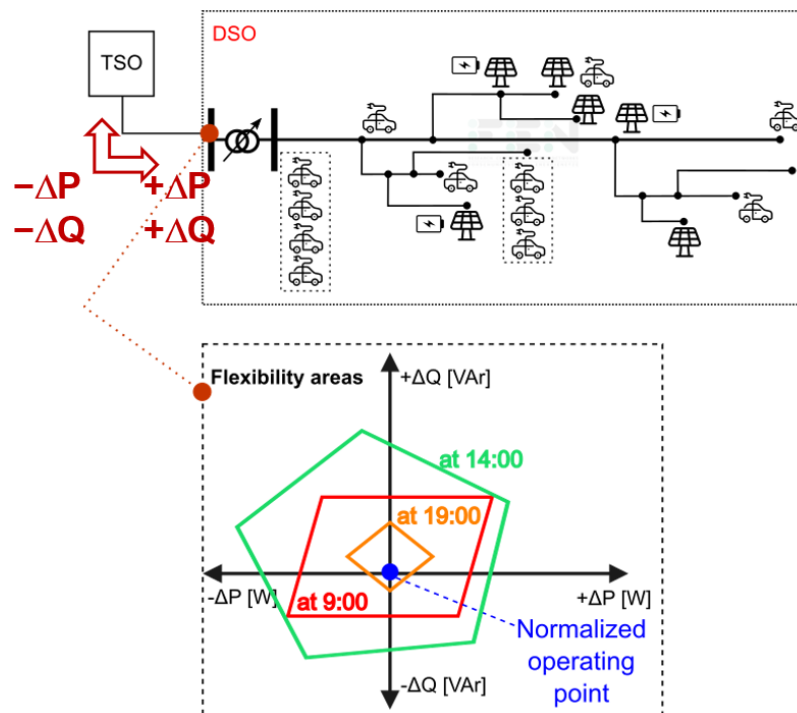 DSO
TSO
−ΔP +ΔP
−ΔQ +ΔQ
Flexibility areas
+ΔQ [VAr]
at 14:00
at 19:00
at 9:00
-ΔP [W]
+ΔP [W]
Normalized
operating
point
-ΔQ [VAr]